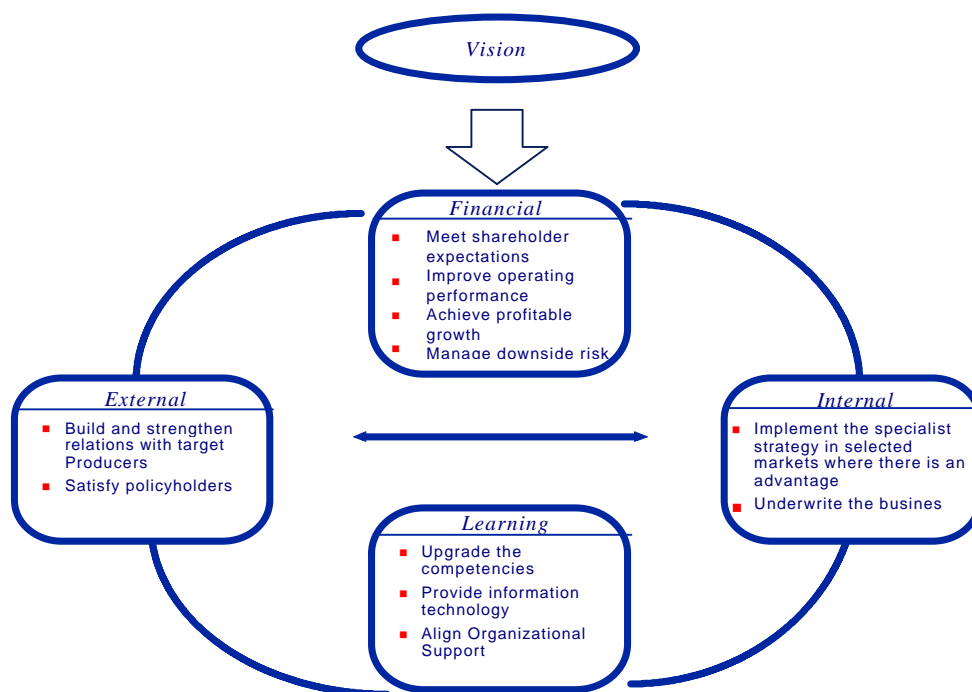 Vision
Financial
Meet shareholder
expectations
Improve operating
performance
Achieve profitable
growth
Manage downside risk
External
Build and strengthen
relations with target
Producers
Satisfy policyholders
Internal
Implement the specialist
strategy in selected
markets where there is an
advantage
Underwrite the busines
Learning
Upgrade the
competencies
Provide information
technology
Align Organizational
Support